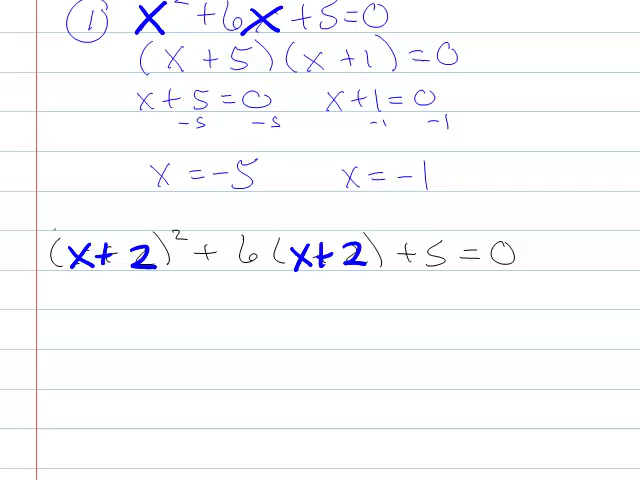 ① x² + 6x + 5 = 0
(x + 5)(x + 1) = 0
x + 5 = 0 x + 1 = 0
-5 -5 -1 -1
x = -5 x = -1
(x + 2)² + 6(x + 2) + 5 = 0